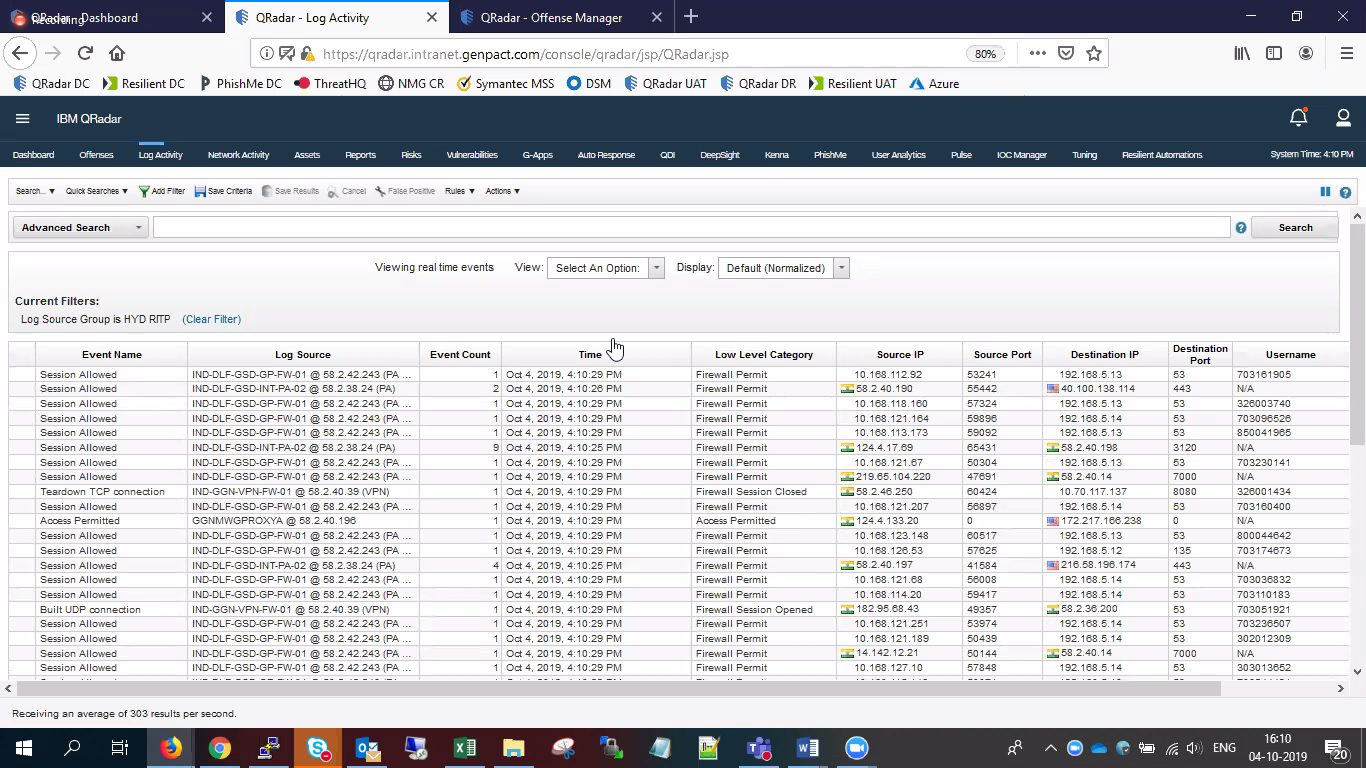 Recording
QRadar - Dashboard
QRadar - Log Activity
QRadar - Offense Manager
https://qradar.intranet.genpact.com/console/qradar/jsp/QRadar.jsp
80%
QRadar DC Resilient DC PhishMe DC ThreatHQ NMG CR Symantec MSS DSM QRadar UAT QRadar DR Resilient UAT Azure
IBM QRadar
Dashboard Offenses Log Activity Network Activity Assets Reports Risks Vulnerabilities G-Apps Auto Response QDI DeepSight Kenna PhishMe User Analytics Pulse IOC Manager Tuning Resilient Automations System Time: 4:10 PM
Search... Quick Searches Add Filter Save Criteria Save Results Cancel False Positive Rules Actions
Advanced Search Search
Viewing real time events View: Select An Option: Display: Default (Normalized)
Current Filters:
Log Source Group is HYD RITP (Clear Filter)
Event Name Log Source Event Count Time Low Level Category Source IP Source Port Destination IP Destination Port Username
Session Allowed IND-DLF-GSD-GP-FW-01 @ 58.2.42.243 (PA ... 1 Oct 4, 2019, 4:10:29 PM Firewall Permit 10.168.112.92 53241 192.168.5.13 53 703161905
Session Allowed IND-DLF-GSD-INT-PA-02 @ 58.2.38.24 (PA) 2 Oct 4, 2019, 4:10:26 PM Firewall Permit 58.2.40.190 55442 40.100.138.114 443 N/A
Session Allowed IND-DLF-GSD-GP-FW-01 @ 58.2.42.243 (PA ... 1 Oct 4, 2019, 4:10:29 PM Firewall Permit 10.168.118.160 57324 192.168.5.13 53 326003740
Session Allowed IND-DLF-GSD-GP-FW-01 @ 58.2.42.243 (PA ... 1 Oct 4, 2019, 4:10:29 PM Firewall Permit 10.168.121.164 59896 192.168.5.14 53 703096526
Session Allowed IND-DLF-GSD-GP-FW-01 @ 58.2.42.243 (PA ... 1 Oct 4, 2019, 4:10:29 PM Firewall Permit 10.168.113.173 59092 192.168.5.14 53 850041965
Session Allowed IND-DLF-GSD-INT-PA-02 @ 58.2.38.24 (PA) 9 Oct 4, 2019, 4:10:25 PM Firewall Permit 124.4.17.69 65431 58.2.40.198 3120 N/A
Session Allowed IND-DLF-GSD-GP-FW-01 @ 58.2.42.243 (PA ... 1 Oct 4, 2019, 4:10:29 PM Firewall Permit 10.168.121.67 50304 192.168.5.13 53 703230141
Session Allowed IND-DLF-GSD-GP-FW-01 @ 58.2.42.243 (PA ... 1 Oct 4, 2019, 4:10:29 PM Firewall Permit 219.65.104.220 47691 58.2.40.14 7000 N/A
Teardown TCP connection IND-GGN-VPN-FW-01 @ 58.2.40.39 (VPN) 1 Oct 4, 2019, 4:10:29 PM Firewall Session Closed 58.2.46.250 60424 10.70.117.137 8080 326001434
Session Allowed IND-DLF-GSD-GP-FW-01 @ 58.2.42.243 (PA ... 1 Oct 4, 2019, 4:10:29 PM Firewall Permit 10.168.121.207 56897 192.168.5.14 53 703160400
Access Permitted GGNMWGPROXYA @ 58.2.40.196 1 Oct 4, 2019, 4:10:29 PM Access Permitted 124.4.133.20 0 172.217.166.238 0 N/A
Session Allowed IND-DLF-GSD-GP-FW-01 @ 58.2.42.243 (PA ... 1 Oct 4, 2019, 4:10:29 PM Firewall Permit 10.168.123.148 60517 192.168.5.14 53 800044642
Session Allowed IND-DLF-GSD-GP-FW-01 @ 58.2.42.243 (PA ... 1 Oct 4, 2019, 4:10:29 PM Firewall Permit 10.168.126.53 57625 192.168.5.12 135 703174673
Session Allowed IND-DLF-GSD-INT-PA-02 @ 58.2.38.24 (PA) 4 Oct 4, 2019, 4:10:25 PM Firewall Permit 58.2.40.197 41584 216.58.196.174 443 N/A
Session Allowed IND-DLF-GSD-GP-FW-01 @ 58.2.42.243 (PA ... 1 Oct 4, 2019, 4:10:29 PM Firewall Permit 10.168.121.68 56008 192.168.5.14 53 703036832
Session Allowed IND-DLF-GSD-GP-FW-01 @ 58.2.42.243 (PA ... 1 Oct 4, 2019, 4:10:29 PM Firewall Permit 10.168.114.20 59417 192.168.5.14 53 703110183
Built UDP connection IND-GGN-VPN-FW-01 @ 58.2.40.39 (VPN) 1 Oct 4, 2019, 4:10:29 PM Firewall Session Opened 182.95.68.43 49357 58.2.36.200 53 703051921
Session Allowed IND-DLF-GSD-GP-FW-01 @ 58.2.42.243 (PA ... 1 Oct 4, 2019, 4:10:29 PM Firewall Permit 10.168.121.251 53974 192.168.5.14 53 703236507
Session Allowed IND-DLF-GSD-GP-FW-01 @ 58.2.42.243 (PA ... 1 Oct 4, 2019, 4:10:29 PM Firewall Permit 10.168.121.189 50439 192.168.5.14 53 302012309
Session Allowed IND-DLF-GSD-GP-FW-01 @ 58.2.42.243 (PA ... 1 Oct 4, 2019, 4:10:29 PM Firewall Permit 14.142.12.21 50144 58.2.40.14 7000 N/A
Session Allowed IND-DLF-GSD-GP-FW-01 @ 58.2.42.243 (PA ... 1 Oct 4, 2019, 4:10:29 PM Firewall Permit 10.168.127.10 57848 192.168.5.14 53 303013652
Receiving an average of 303 results per second.
ENG 16:10
04-10-2019
20